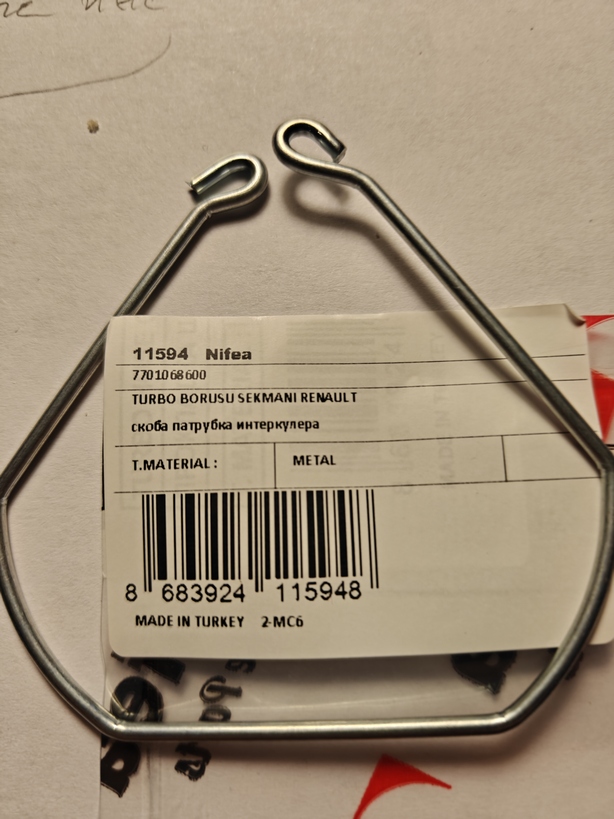 11594 Nifea
7701068600
TURBO BORUSU SEKMANI RENAULT
скоба патрубка интеркулера
T.MATERIAL : METAL
8 683924 115948
MADE IN TURKEY 2-MC6